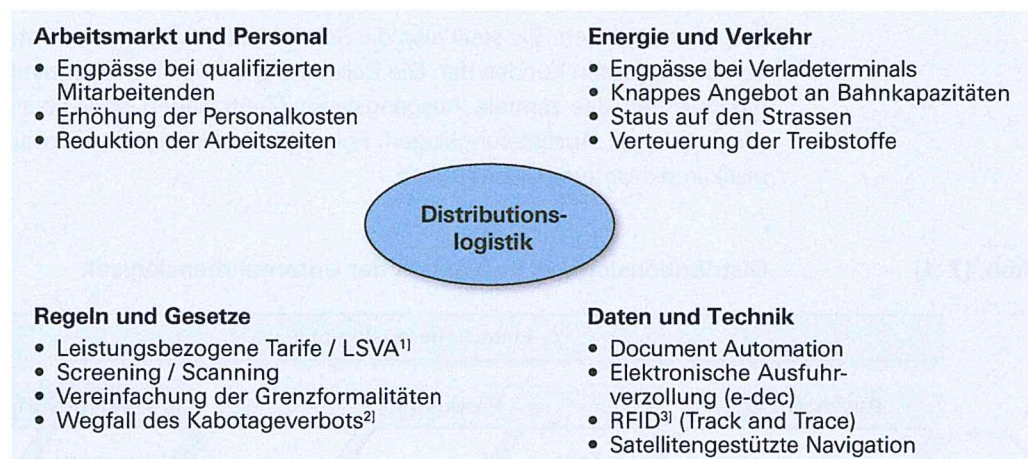 Arbeitsmarkt und Personal
• Engpässe bei qualifizierten
Mitarbeitenden
• Erhöhung der Personalkosten
• Reduktion der Arbeitszeiten
Energie und Verkehr
• Engpässe bei Verladeterminals
• Knappes Angebot an Bahnkapazitäten
• Staus auf den Strassen
• Verteuerung der Treibstoffe
Distributions-
logistik
Regeln und Gesetze
• Leistungsbezogene Tarife / LSVA¹⁾
• Screening / Scanning
• Vereinfachung der Grenzformalitäten
• Wegfall des Kabotageverbots²⁾
Daten und Technik
• Document Automation
• Elektronische Ausfuhr-
verzollung (e-dec)
• RFID³⁾ (Track and Trace)
• Satellitengestützte Navigation